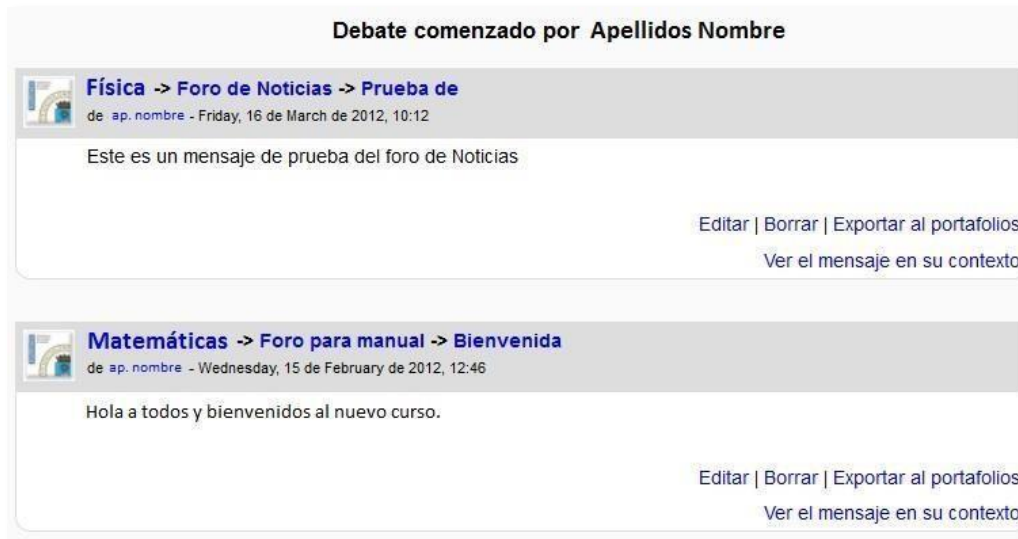 Debate comenzado por Apellidos Nombre
Física -> Foro de Noticias -> Prueba de
de ap. nombre - Friday, 16 de March de 2012, 10:12
Este es un mensaje de prueba del foro de Noticias
Editar | Borrar | Exportar al portafolios
Ver el mensaje en su contexto
Matemáticas -> Foro para manual -> Bienvenida
de ap. nombre - Wednesday, 15 de February de 2012, 12:46
Hola a todos y bienvenidos al nuevo curso.
Editar | Borrar | Exportar al portafolios
Ver el mensaje en su contexto